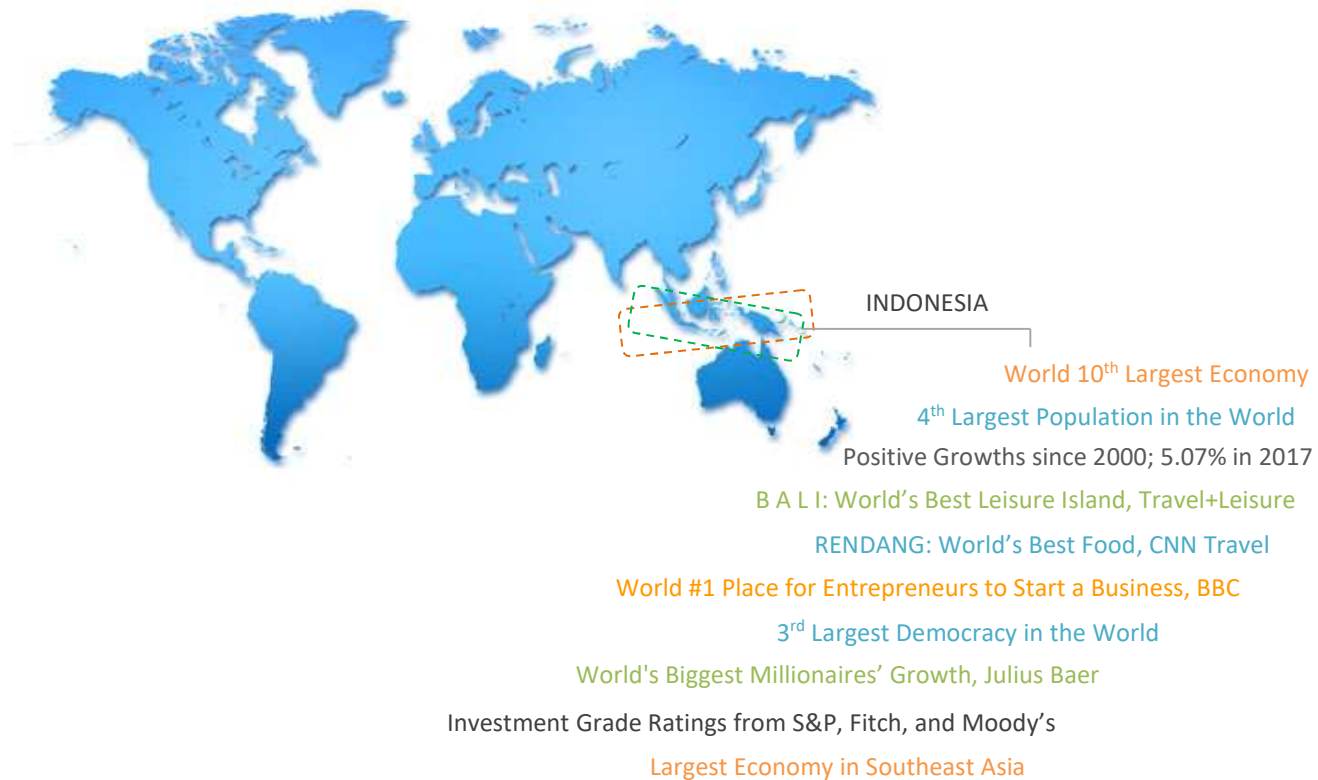 INDONESIA
World 10th Largest Economy
4th Largest Population in the World
Positive Growths since 2000; 5.07% in 2017
B A L I: World’s Best Leisure Island, Travel+Leisure
RENDANG: World’s Best Food, CNN Travel
World #1 Place for Entrepreneurs to Start a Business, BBC
3rd Largest Democracy in the World
World's Biggest Millionaires’ Growth, Julius Baer
Investment Grade Ratings from S&P, Fitch, and Moody’s
Largest Economy in Southeast Asia